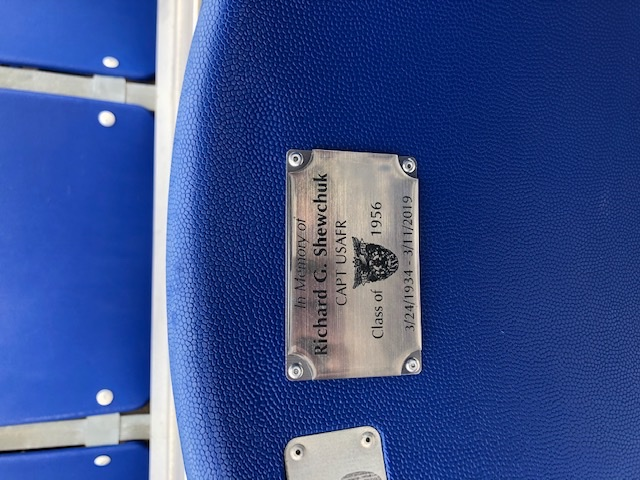 In Memory of
Richard G. Shewchuk
CAPT USAFR
Class of 1956
3/24/1934 - 3/11/2019